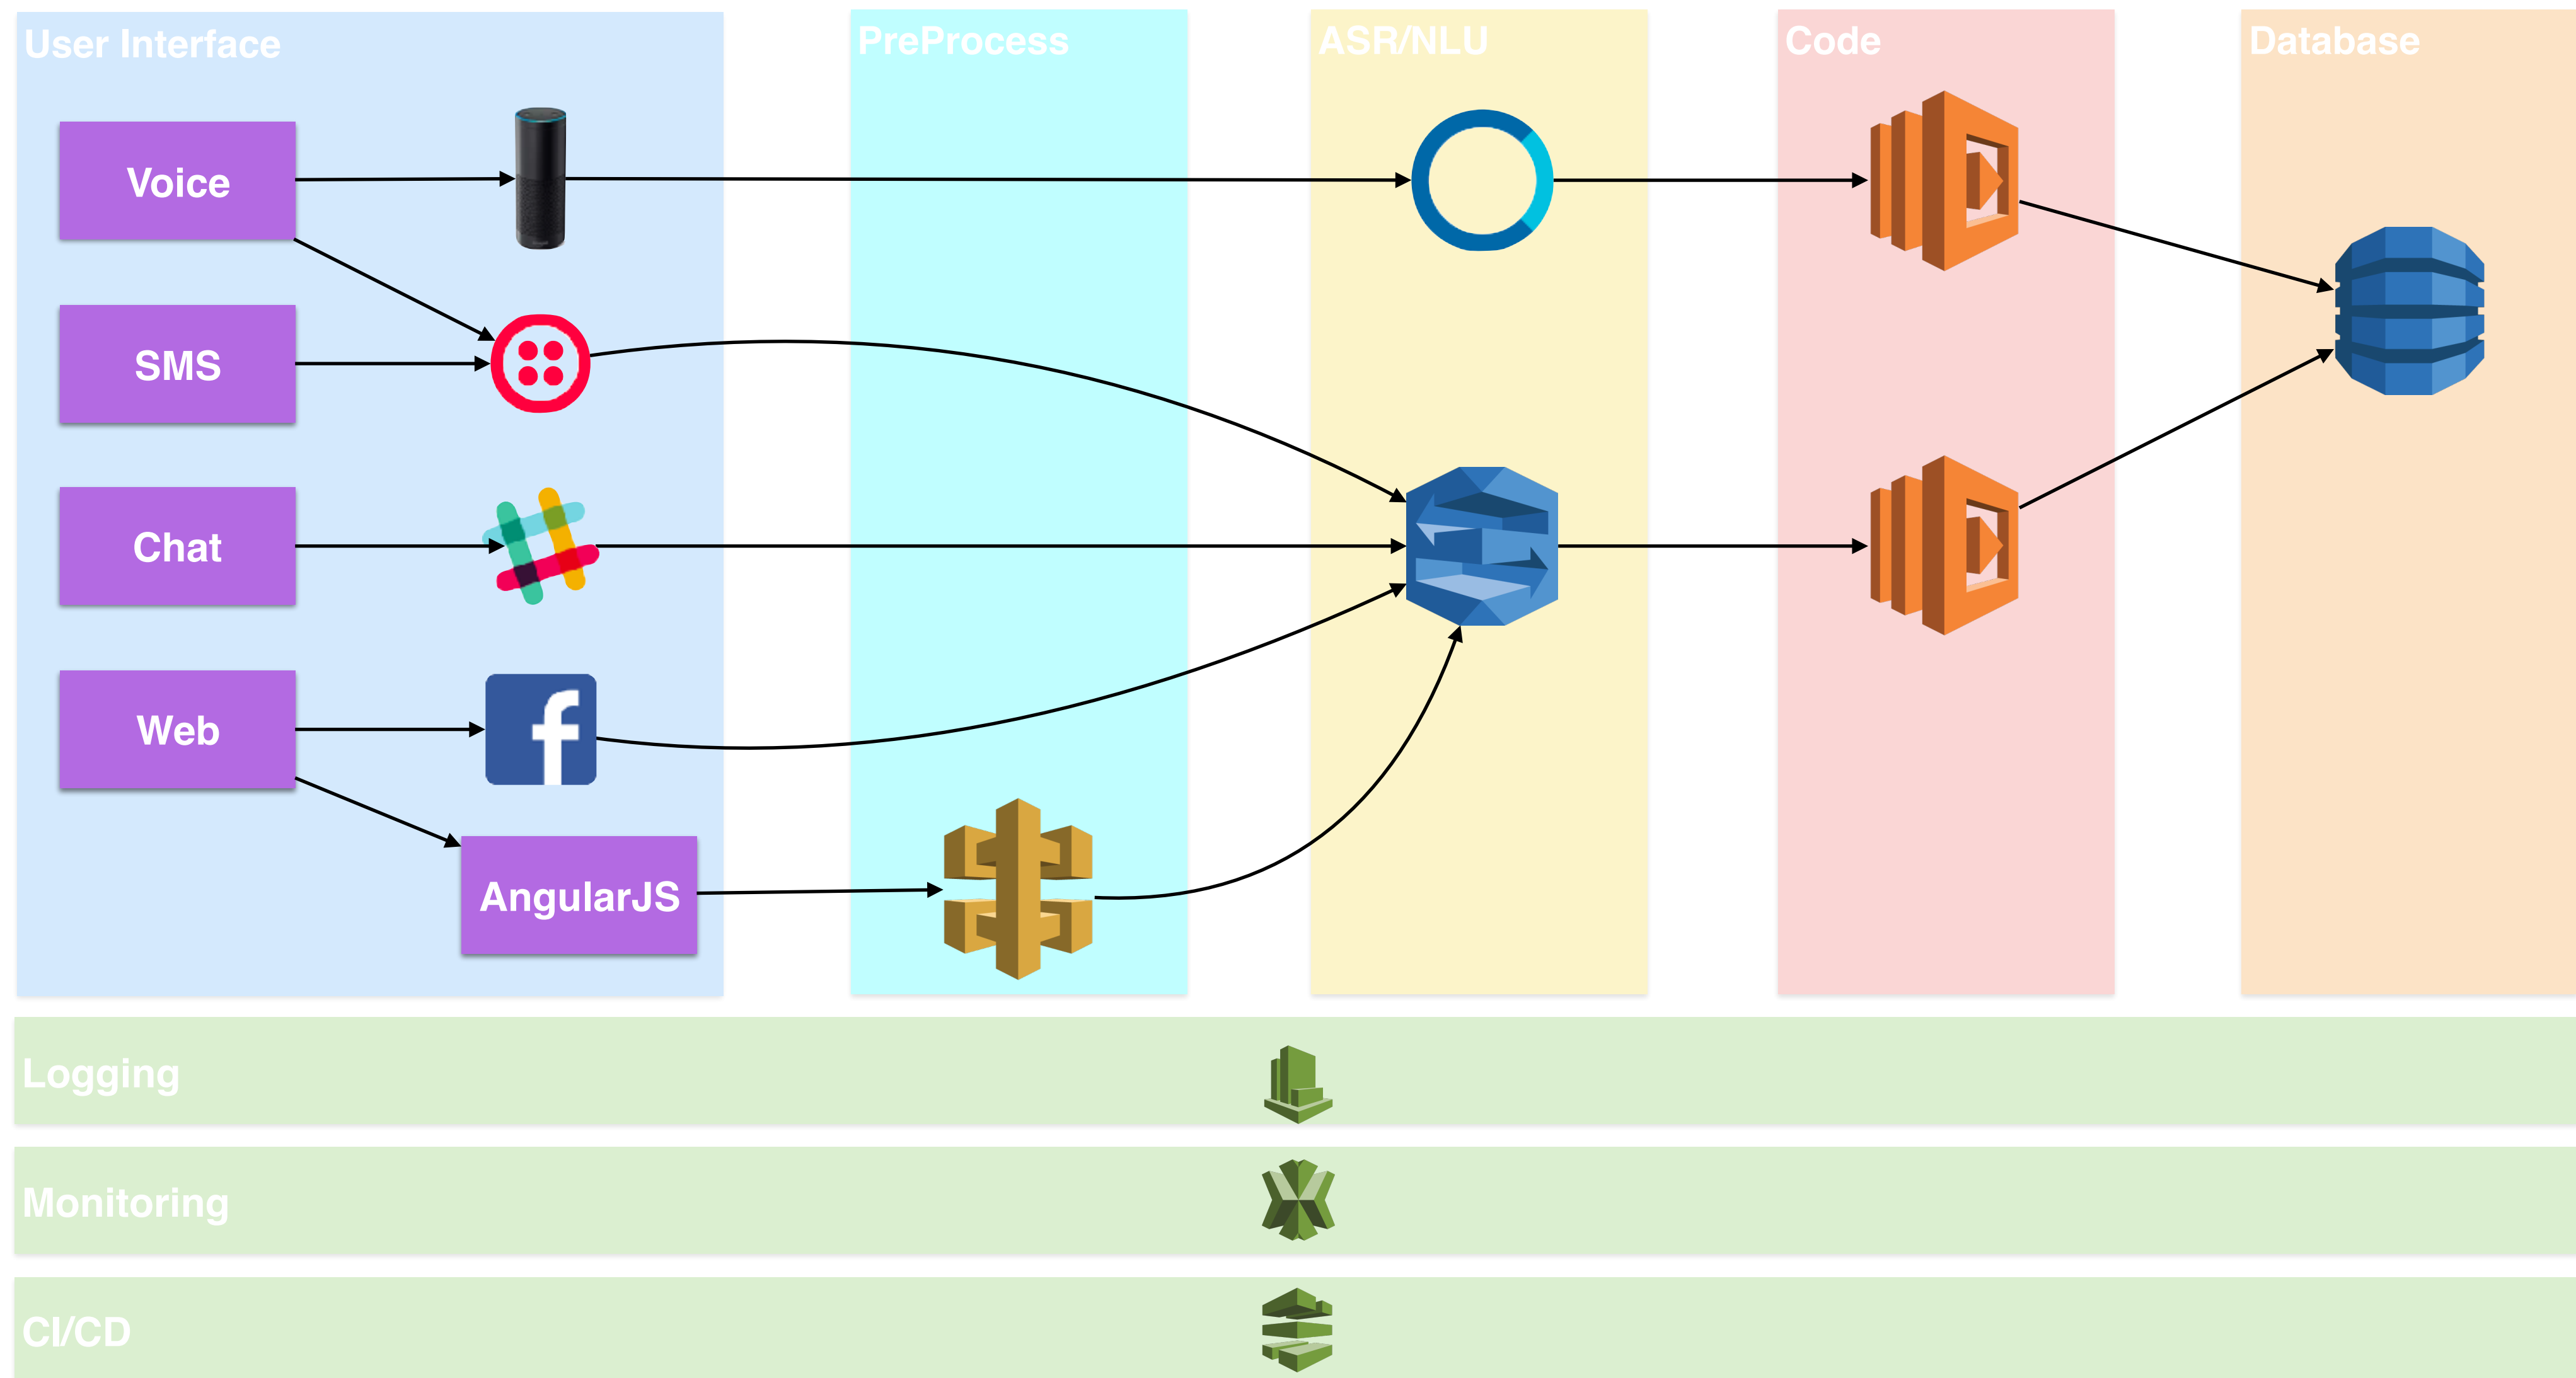 User Interface
PreProcess
ASR/NLU
Code
Database
Voice
SMS
Chat
Web
AngularJS
Logging
Monitoring
CI/CD